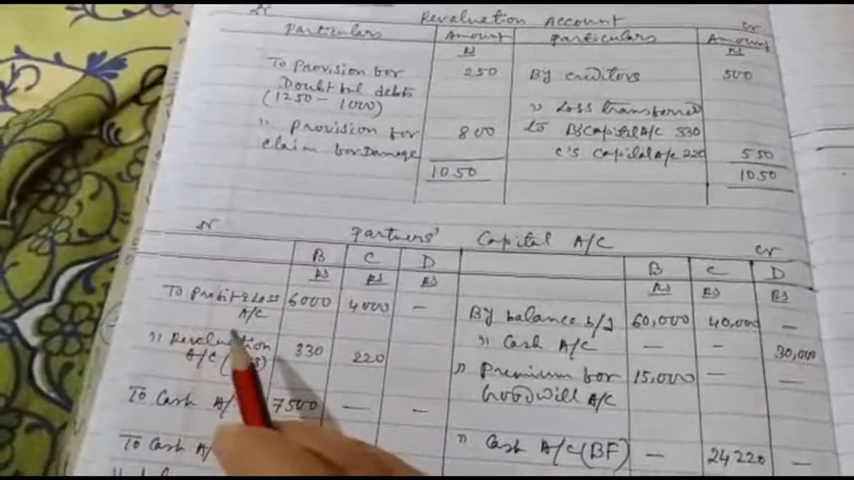 Revaluation Account
Dr Cr
Particulars Amount Particulars Amount
Rs Rs
To Provision for 250 By creditors 500
Doubtful debts
(1250 - 1000) " Loss transferred
" Provision for 800 to B's capital A/c 330
claim for Damage C's capital A/c 220 550
1050 1050
Partners' Capital A/C
Dr Cr
B C D B C D
Rs Rs Rs Rs Rs Rs
To Profit & Loss A/c 6000 4000 - By balance b/d 60,000 40,000 -
" Revaluation A/c 330 220 " Cash A/c - - 30,000
" Premium for Goodwill A/c 15,000 - -
To Cash 7500 - -
To Cash " Cash A/c (BF) - 24220 -